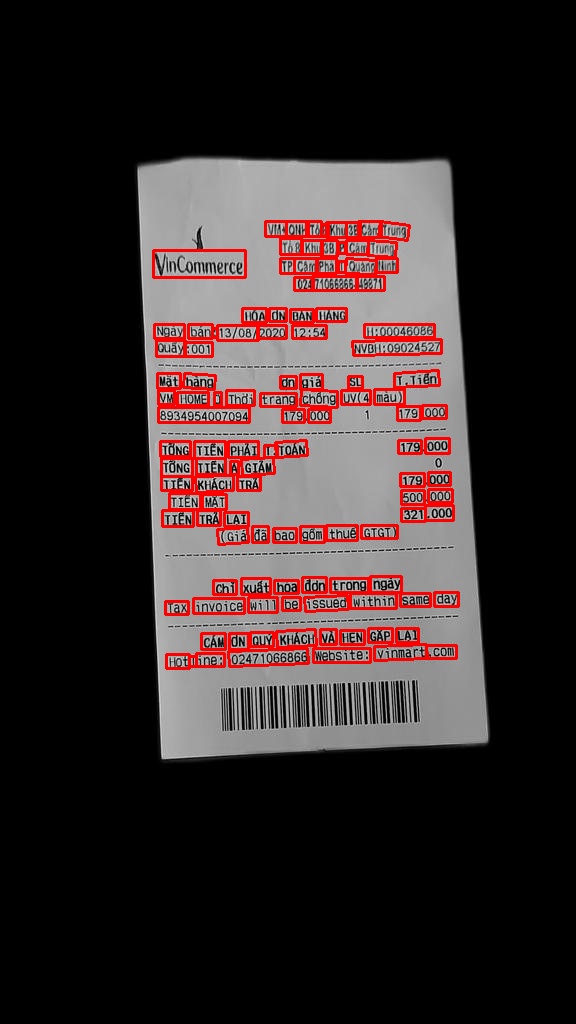 VinCommerce
VM+ QNH Tổ 8 Khu 3B Cẩm Trung
Tổ 8 Khu 3B, Cẩm Trung
TP. Cẩm Phả, Quảng Ninh
02471066866-49871
HÓA ĐƠN BÁN HÀNG
Ngày bán:13/08/2020 12:54 H:00046086
Quầy:001 NVBH:09024527
Mặt hàng Đơn giá SL T.Tiền
VM HOME Ô Thời trang chống UV(4 màu)
8934954007094 179.000 1 179.000
TỔNG TIỀN PHẢI T.TOÁN 179.000
TỔNG TIỀN ĐÃ GIẢM 0
TIỀN KHÁCH TRẢ 179.000
TIỀN MẶT 500.000
TIỀN TRẢ LẠI 321.000
(Giá đã bao gồm thuế GTGT)
Chỉ xuất hóa đơn trong ngày
Tax invoice will be issued within same day
CẢM ƠN QUÝ KHÁCH VÀ HẸN GẶP LẠI
Hotline: 02471066866 Website: vinmart.com